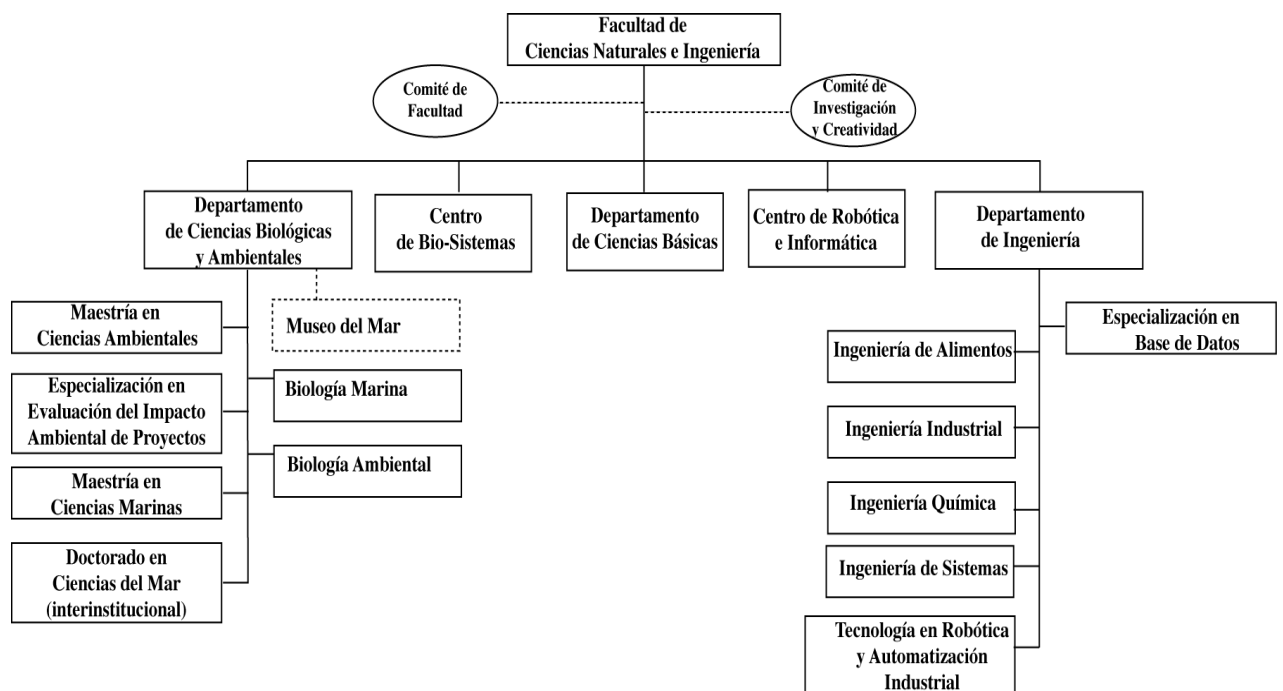 Facultad de
Ciencias Naturales e Ingeniería
Comité de
Facultad
Comité de
Investigación
y Creatividad
Departamento
de Ciencias Biológicas
y Ambientales
Centro
de Bio-Sistemas
Departamento
de Ciencias Básicas
Centro de Robótica
e Informática
Departamento
de Ingeniería
Maestría en
Ciencias Ambientales
Especialización en
Evaluación del Impacto
Ambiental de Proyectos
Maestría en
Ciencias Marinas
Doctorado en
Ciencias del Mar
(interinstitucional)
Museo del Mar
Biología Marina
Biología Ambiental
Ingeniería de Alimentos
Ingeniería Industrial
Ingeniería Química
Ingeniería de Sistemas
Tecnología en Robótica
y Automatización
Industrial
Especialización en
Base de Datos